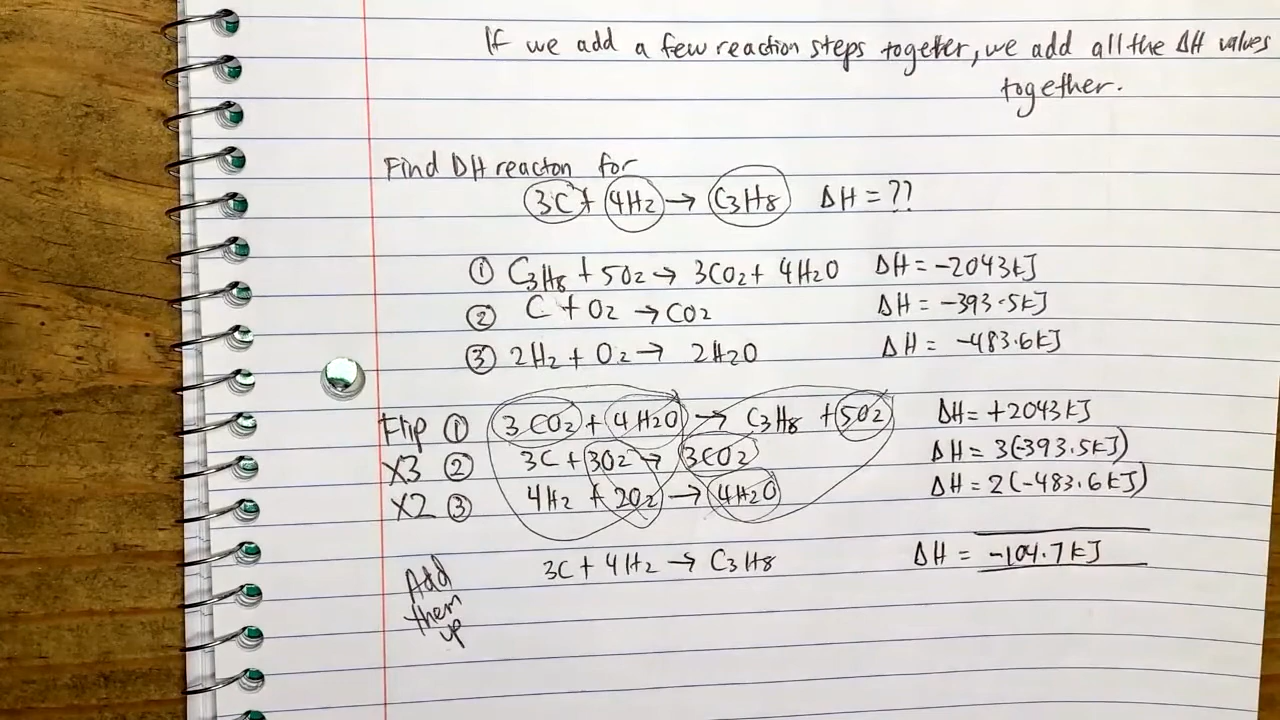 If we add a few reaction steps together, we add all the ΔH values
together.
Find ΔH reacton for
3C + 4H₂ → C₃H₈ ΔH = ??
① C₃H₈ + 5O₂ → 3CO₂ + 4H₂O ΔH = -2043kJ
② C + O₂ → CO₂ ΔH = -393.5kJ
③ 2H₂ + O₂ → 2H₂O ΔH = -483.6kJ
Flip ① 3CO₂ + 4H₂O → C₃H₈ + 5O₂ ΔH = +2043kJ
X3 ② 3C + 3O₂ → 3CO₂ ΔH = 3(-393.5kJ)
X2 ③ 4H₂ + 2O₂ → 4H₂O ΔH = 2(-483.6kJ)
Add
them
up
3C + 4H₂ → C₃H₈ ΔH = -104.7kJ